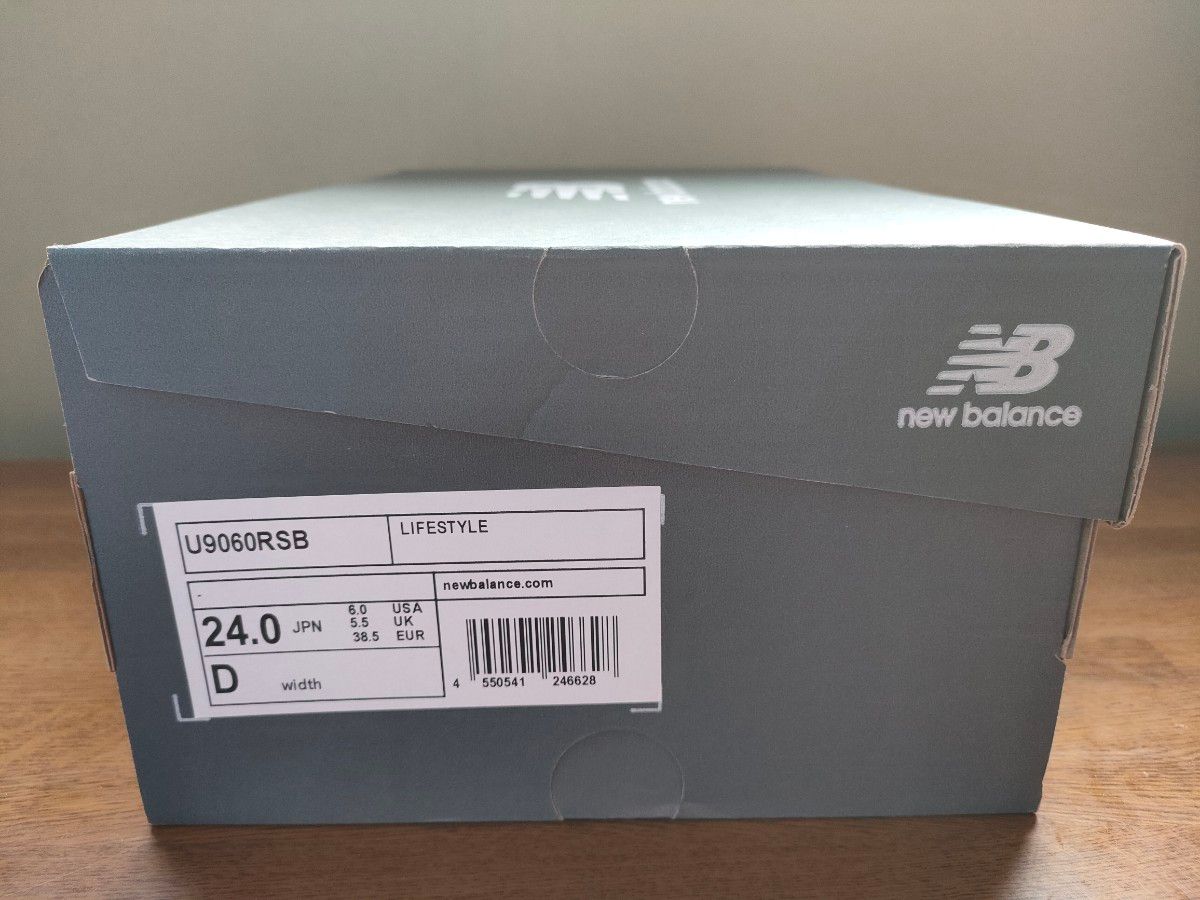 NB
new balance
U9060RSB
LIFESTYLE
-
newbalance.com
24.0 JPN
6.0 USA
5.5 UK
38.5 EUR
D width
4 550541 246628